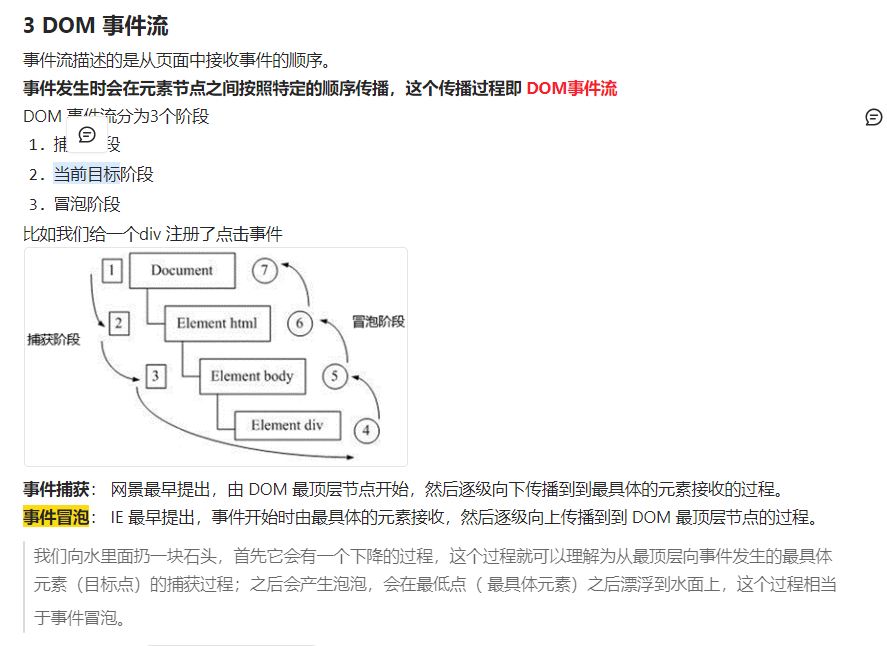 3 DOM 事件流
事件流描述的是从页面中接收事件的顺序。
事件发生时会在元素节点之间按照特定的顺序传播，这个传播过程即 DOM事件流
DOM 事件流分为3个阶段
1. 捕 段
2. 当前目标阶段
3. 冒泡阶段
比如我们给一个div 注册了点击事件
1 Document 7
2 Element html 6 冒泡阶段
捕获阶段
3 Element body 5
Element div 4
事件捕获： 网景最早提出，由 DOM 最顶层节点开始，然后逐级向下传播到到最具体的元素接收的过程。
事件冒泡： IE 最早提出，事件开始时由最具体的元素接收，然后逐级向上传播到到 DOM 最顶层节点的过程。
我们向水里面扔一块石头，首先它会有一个下降的过程，这个过程就可以理解为从最顶层向事件发生的最具体
元素（目标点）的捕获过程；之后会产生泡泡，会在最低点（ 最具体元素）之后漂浮到水面上，这个过程相当
于事件冒泡。